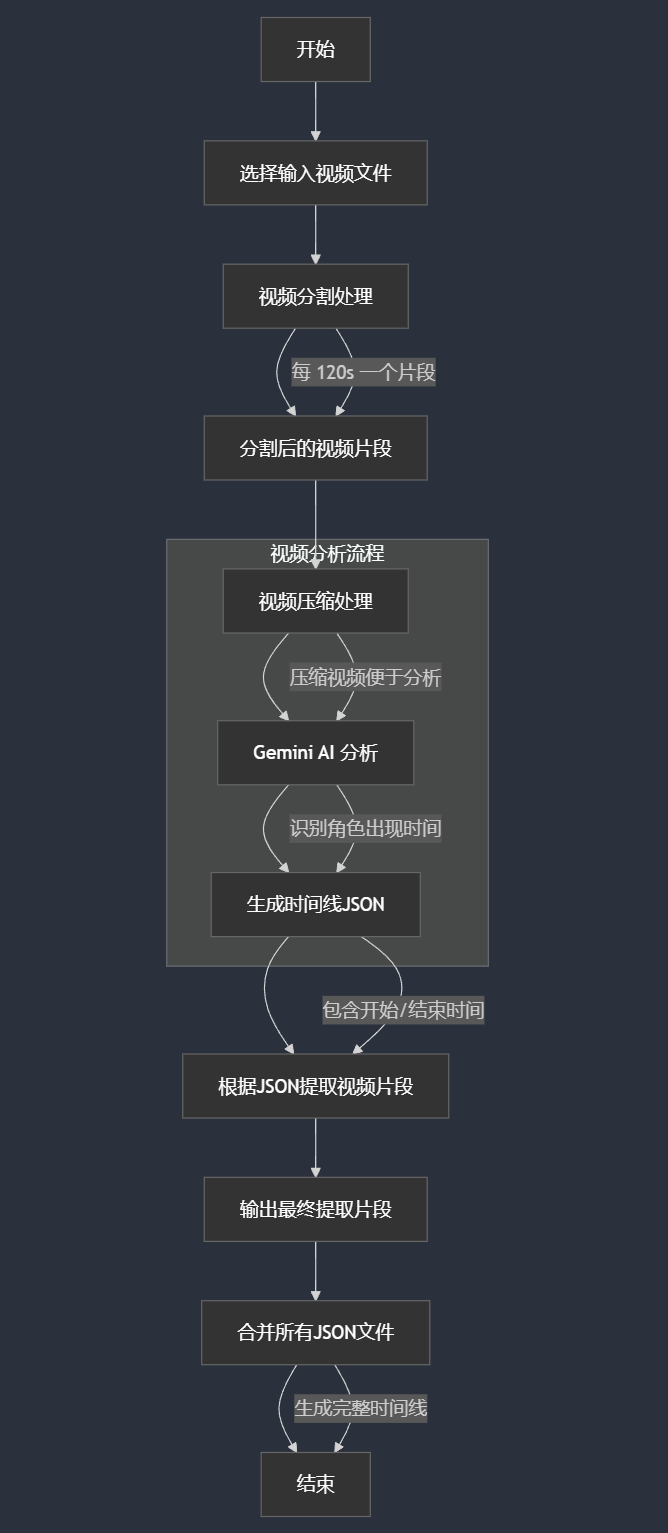 开始
选择输入视频文件
视频分割处理
每 120s 一个片段
分割后的视频片段
视频分析流程
视频压缩处理
压缩视频便于分析
Gemini AI 分析
识别角色出现时间
生成时间线JSON
包含开始/结束时间
根据JSON提取视频片段
输出最终提取片段
合并所有JSON文件
生成完整时间线
结束